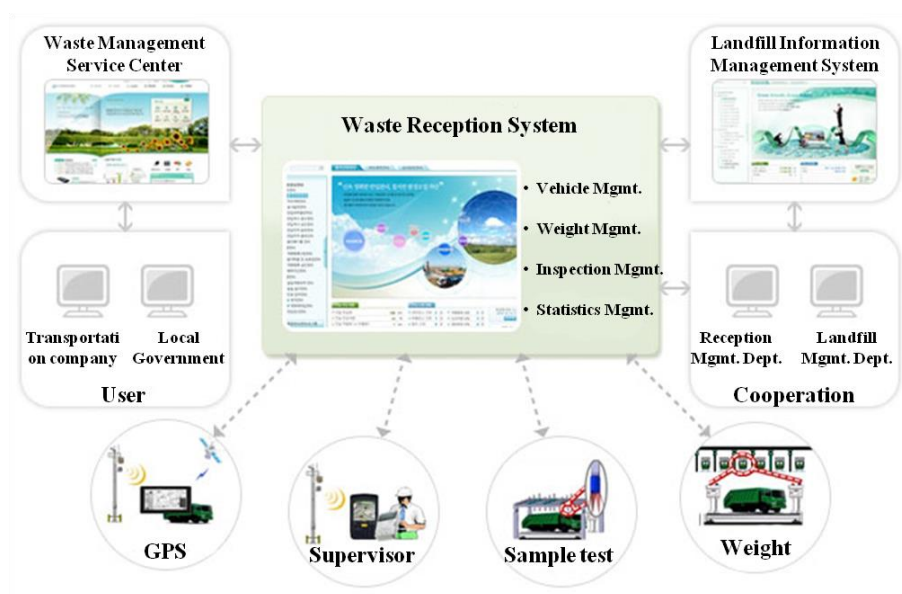 Waste Management
Service Center
Landfill Information
Management System
Waste Reception System
• Vehicle Mgmt.
• Weight Mgmt.
• Inspection Mgmt.
• Statistics Mgmt.
Transportati
on company
Local
Government
User
Reception
Mgmt. Dept.
Landfill
Mgmt. Dept.
Cooperation
GPS
Supervisor
Sample test
Weight